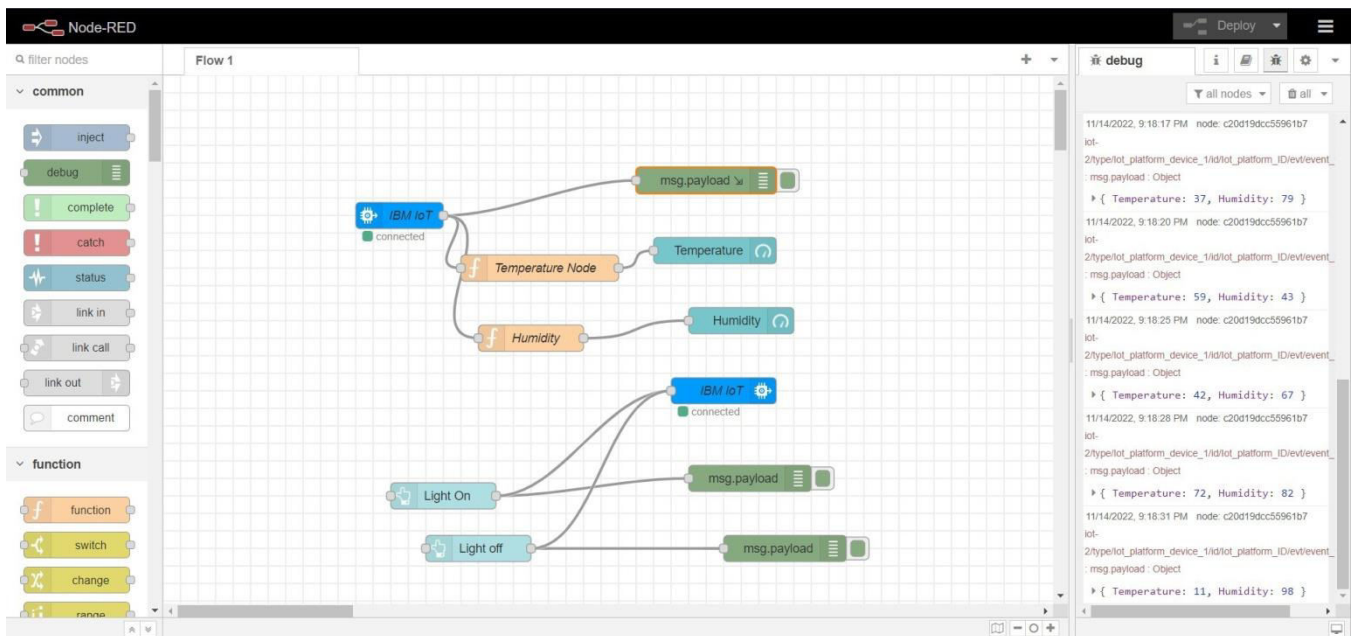 Node-RED
Deploy
filter nodes
common
inject
debug
complete
catch
status
link in
link call
link out
comment
function
function
switch
change
range
Flow 1
msg.payload
IBM IoT
connected
Temperature Node
Temperature
Humidity
Humidity
IBM IoT
connected
Light On
msg.payload
Light off
msg.payload
debug
i
all nodes
all
11/14/2022, 9:18:17 PM node: c20d19dcc55961b7
iot-
2/type/Iot_platform_device_1/id/Iot_platform_ID/evt/event_
: msg.payload : Object
{ Temperature: 37, Humidity: 79 }
11/14/2022, 9:18:20 PM node: c20d19dcc55961b7
iot-
2/type/Iot_platform_device_1/id/Iot_platform_ID/evt/event_
: msg.payload : Object
{ Temperature: 59, Humidity: 43 }
11/14/2022, 9:18:25 PM node: c20d19dcc55961b7
iot-
2/type/Iot_platform_device_1/id/Iot_platform_ID/evt/event_
: msg.payload : Object
{ Temperature: 42, Humidity: 67 }
11/14/2022, 9:18:28 PM node: c20d19dcc55961b7
iot-
2/type/Iot_platform_device_1/id/Iot_platform_ID/evt/event_
: msg.payload : Object
{ Temperature: 72, Humidity: 82 }
11/14/2022, 9:18:31 PM node: c20d19dcc55961b7
iot-
2/type/Iot_platform_device_1/id/Iot_platform_ID/evt/event_
: msg.payload : Object
{ Temperature: 11, Humidity: 98 }